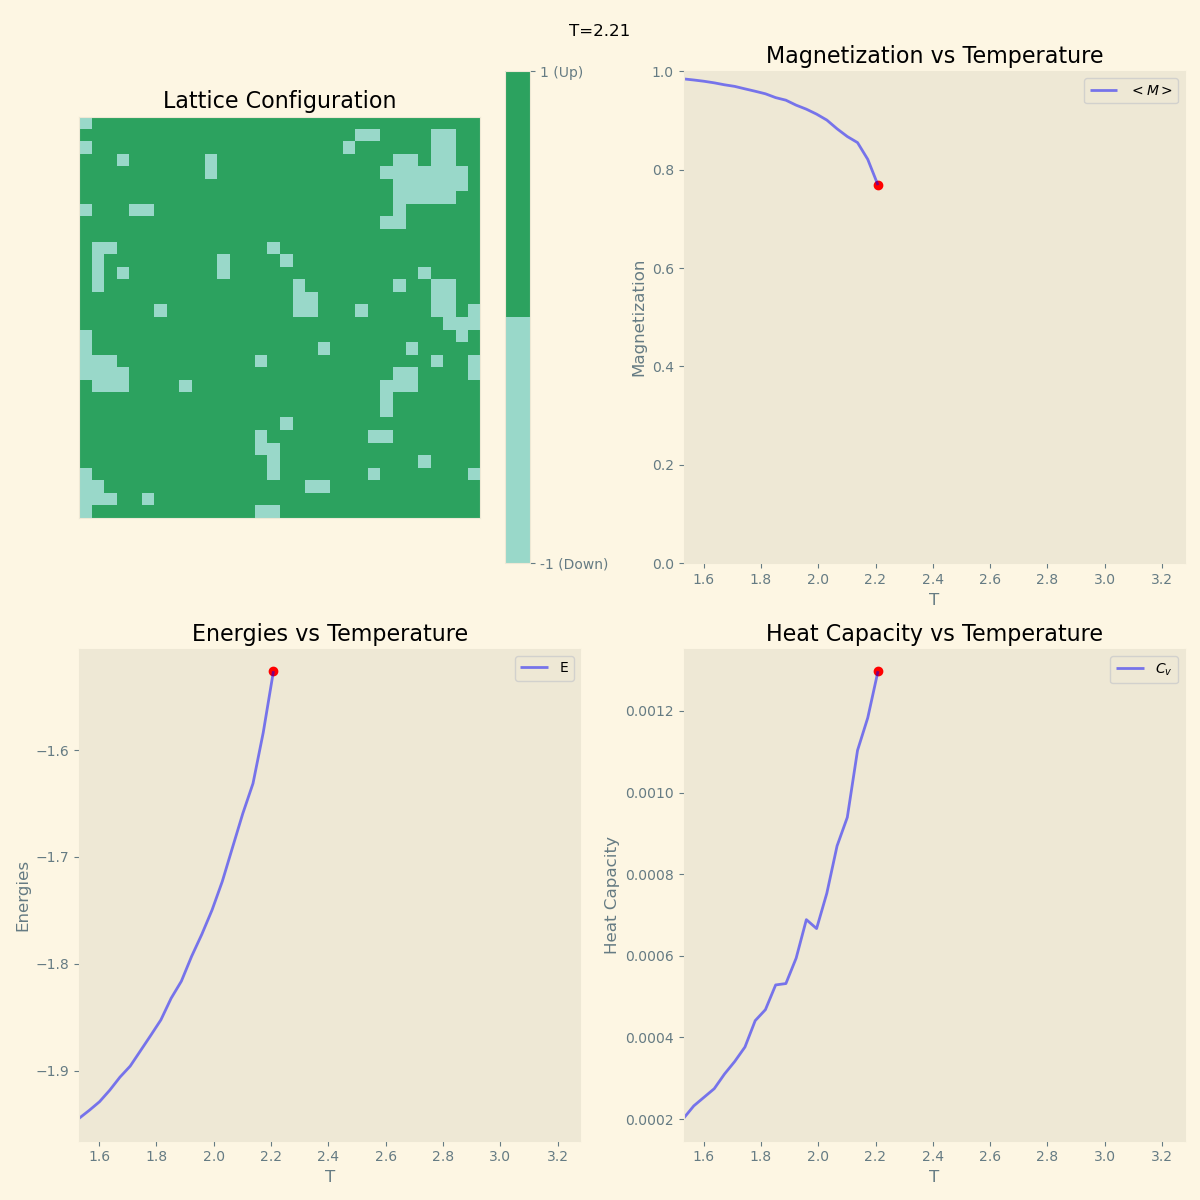 T=2.21
Lattice Configuration
1 (Up)
-1 (Down)
Magnetization vs Temperature
<M>
Magnetization
1.0
0.8
0.6
0.4
0.2
0.0
1.6 1.8 2.0 2.2 2.4 2.6 2.8 3.0 3.2
T
Energies vs Temperature
E
Energies
−1.6
−1.7
−1.8
−1.9
1.6 1.8 2.0 2.2 2.4 2.6 2.8 3.0 3.2
T
Heat Capacity vs Temperature
Cv
Heat Capacity
0.0012
0.0010
0.0008
0.0006
0.0004
0.0002
1.6 1.8 2.0 2.2 2.4 2.6 2.8 3.0 3.2
T